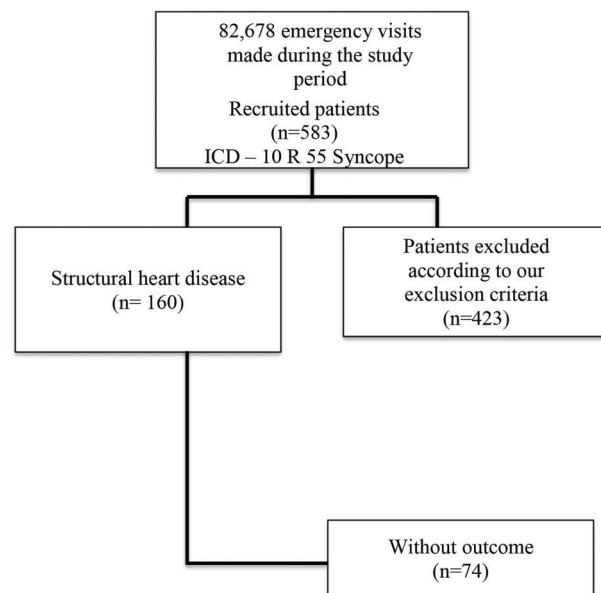 82,678 emergency visits
made during the study
period
Recruited patients
(n=583)
ICD – 10 R 55 Syncope
Structural heart disease
(n= 160)
Patients excluded
according to our
exclusion criteria
(n=423)
Without outcome
(n=74)